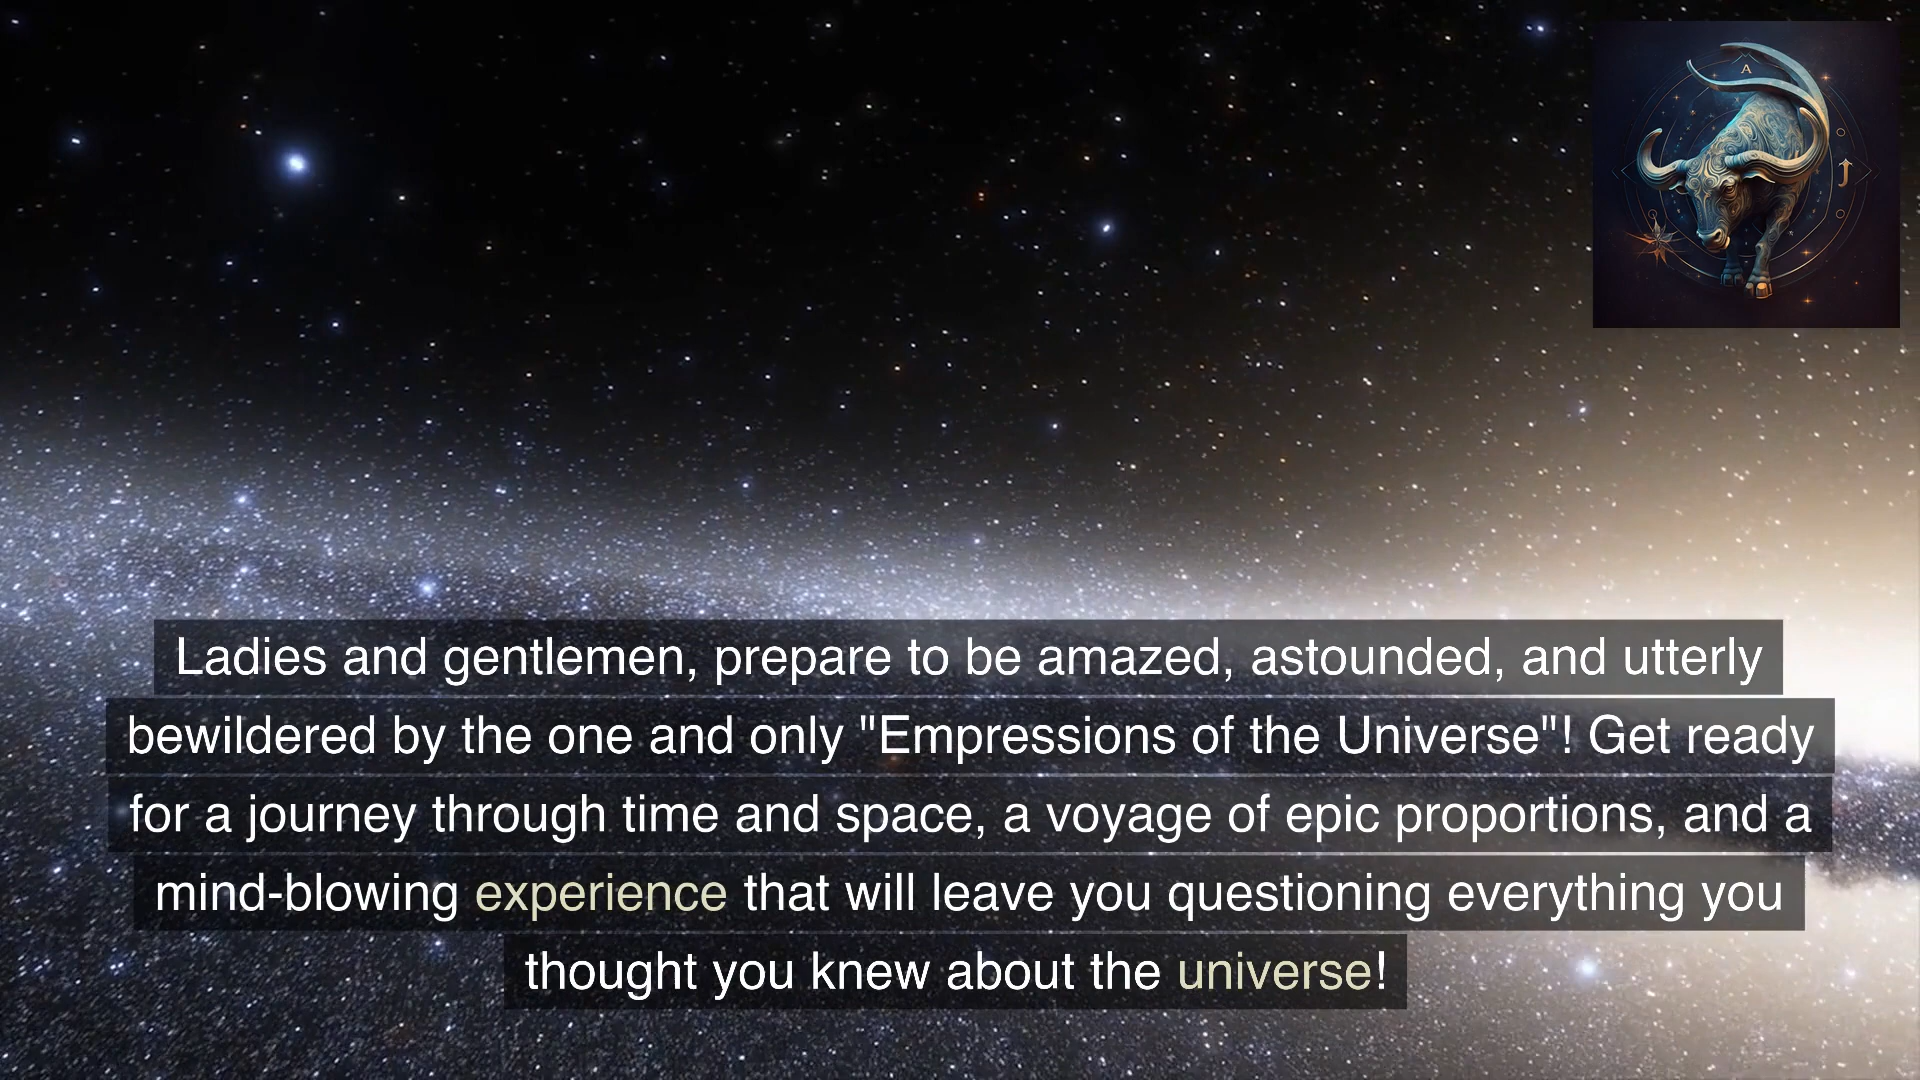 A
Ladies and gentlemen, prepare to be amazed, astounded, and utterly
bewildered by the one and only "Empressions of the Universe"! Get ready
for a journey through time and space, a voyage of epic proportions, and a
mind-blowing experience that will leave you questioning everything you
thought you knew about the universe!